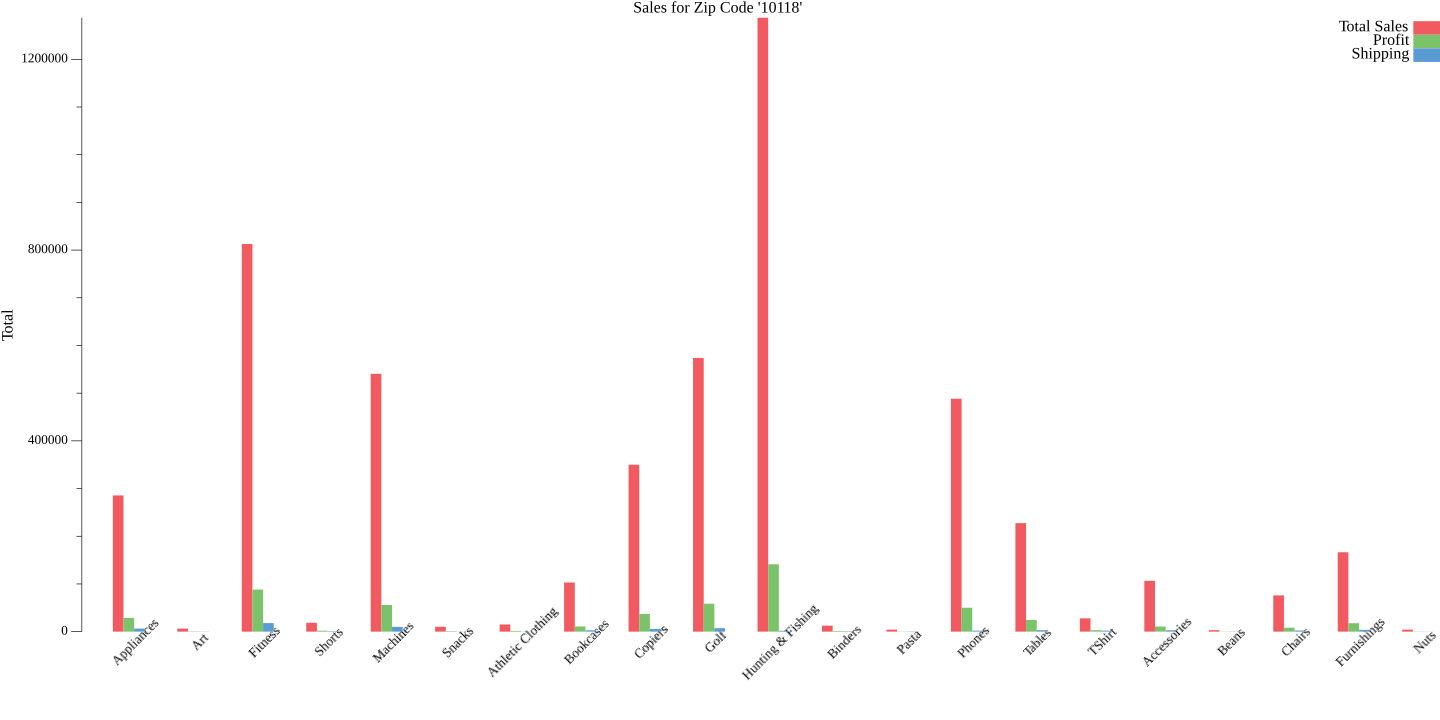 Sales for Zip Code '10118'
Total Sales
Profit
Shipping
Total
1200000
800000
400000
0
Appliances
Art
Fitness
Shorts
Machines
Snacks
Athletic Clothing
Bookcases
Copiers
Golf
Hunting & Fishing
Binders
Pasta
Phones
Tables
TShirt
Accessories
Beans
Chairs
Furnishings
Nuts